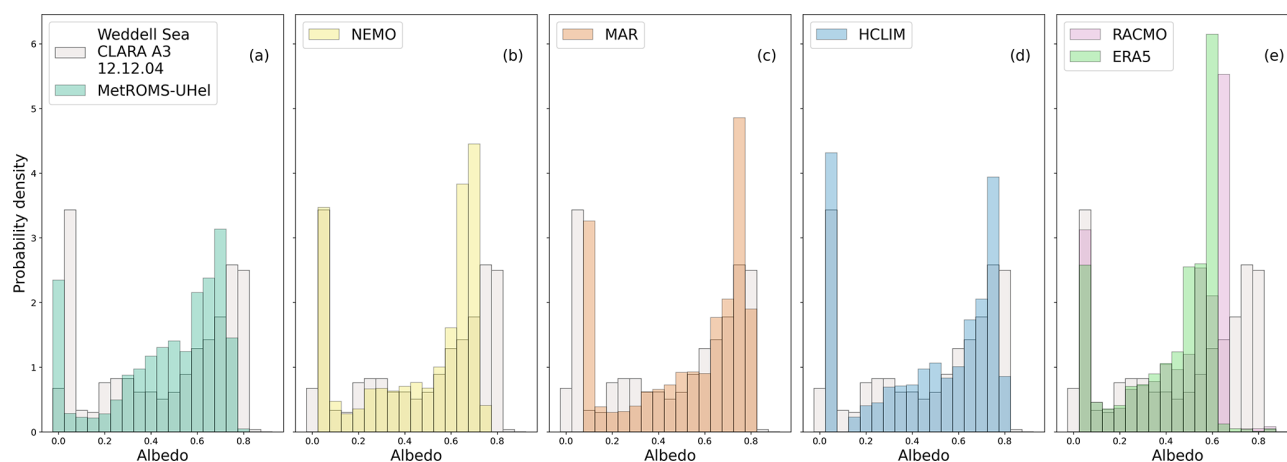 Weddell Sea
CLARA A3
12.12.04
MetROMS-UHel
(a)
NEMO
(b)
MAR
(c)
HCLIM
(d)
RACMO
ERA5
(e)
Probability density
6
5
4
3
2
1
0
0.0 0.2 0.4 0.6 0.8
0.0 0.2 0.4 0.6 0.8
0.0 0.2 0.4 0.6 0.8
0.0 0.2 0.4 0.6 0.8
0.0 0.2 0.4 0.6 0.8
Albedo
Albedo
Albedo
Albedo
Albedo